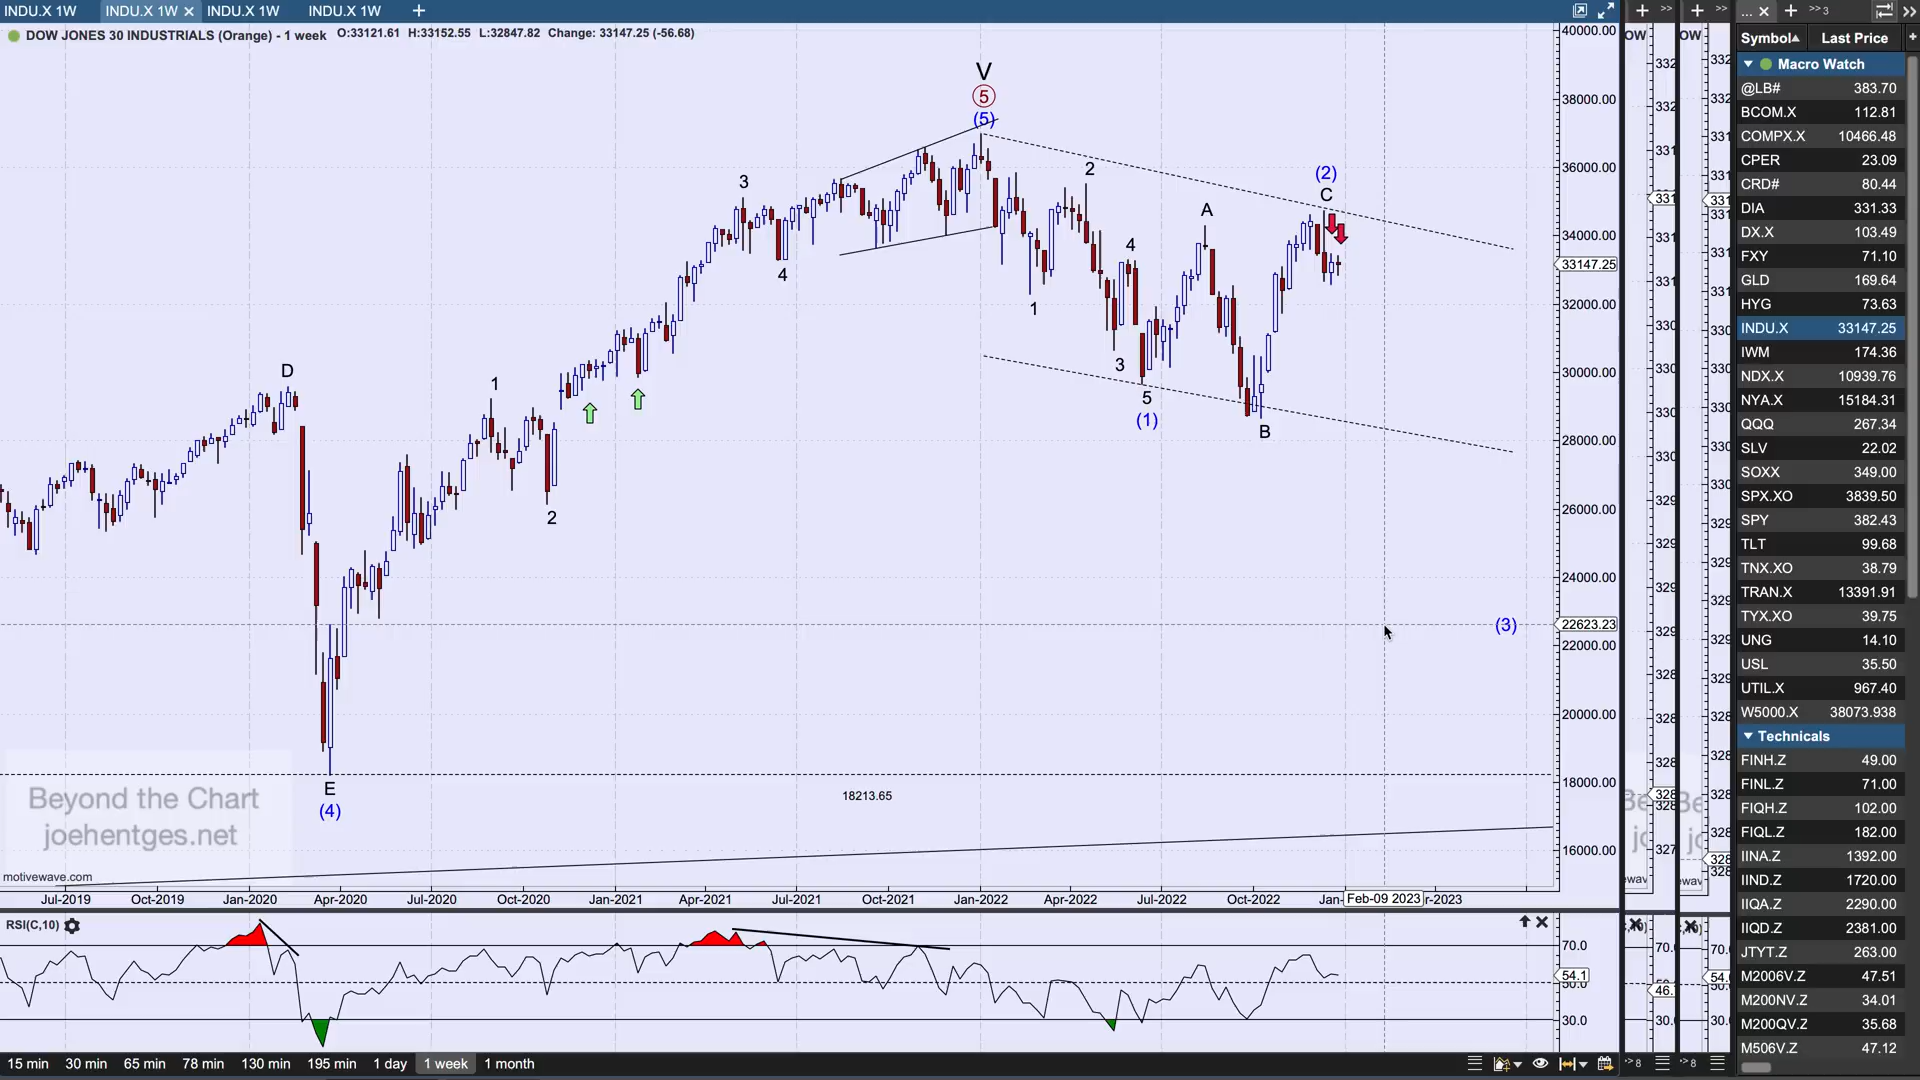 INDU.X 1W INDU.X 1W INDU.X 1W INDU.X 1W
DOW JONES 30 INDUSTRIALS (Orange) - 1 week O:33121.61 H:33152.55 L:32847.82 Change: 33147.25 (-56.68)
40000.00
38000.00
36000.00
34000.00
33147.25
32000.00
30000.00
28000.00
26000.00
24000.00
22623.23
22000.00
20000.00
18000.00
16000.00
V
5
(5)
3
4
2
A
(2)
C
4
1
3
5
(1)
B
D
1
2
(3)
E
(4)
18213.65
Beyond the Chart
joehentges.net
motivewave.com
Jul-2019 Oct-2019 Jan-2020 Apr-2020 Jul-2020 Oct-2020 Jan-2021 Apr-2021 Jul-2021 Oct-2021 Jan-2022 Apr-2022 Jul-2022 Oct-2022 Jan- Feb-09 2023 r-2023
RSI(C,10)
70.0
54.1
50.0
30.0
15 min 30 min 65 min 78 min 130 min 195 min 1 day 1 week 1 month
Symbol Last Price
Macro Watch
@LB# 383.70
BCOM.X 112.81
COMPX.X 10466.48
CPER 23.09
CRD# 80.44
DIA 331.33
DX.X 103.49
FXY 71.10
GLD 169.64
HYG 73.63
INDU.X 33147.25
IWM 174.36
NDX.X 10939.76
NYA.X 15184.31
QQQ 267.34
SLV 22.02
SOXX 349.00
SPX.XO 3839.50
SPY 382.43
TLT 99.68
TNX.XO 38.79
TRAN.X 13391.91
TYX.XO 39.75
UNG 14.10
USL 35.50
UTIL.X 967.40
W5000.X 38073.938
Technicals
FINH.Z 49.00
FINL.Z 71.00
FIQH.Z 102.00
FIQL.Z 182.00
IINA.Z 1392.00
IIND.Z 1720.00
IIQA.Z 2290.00
IIQD.Z 2381.00
JTYT.Z 263.00
M2006V.Z 47.51
M200NV.Z 34.01
M200QV.Z 35.68
M506V.Z 47.12